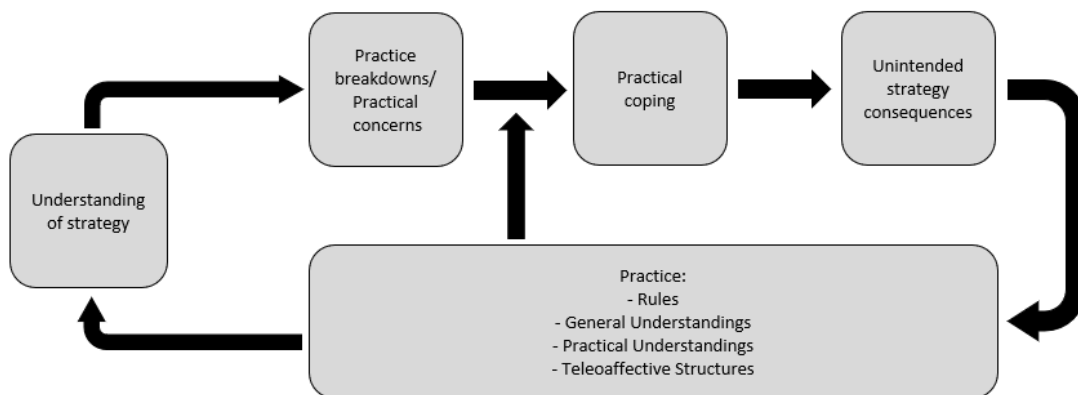 Practice
breakdowns/
Practical
concerns
Practical
coping
Unintended
strategy
consequences
Understanding
of strategy
Practice:
- Rules
- General Understandings
- Practical Understandings
- Teleoaffective Structures